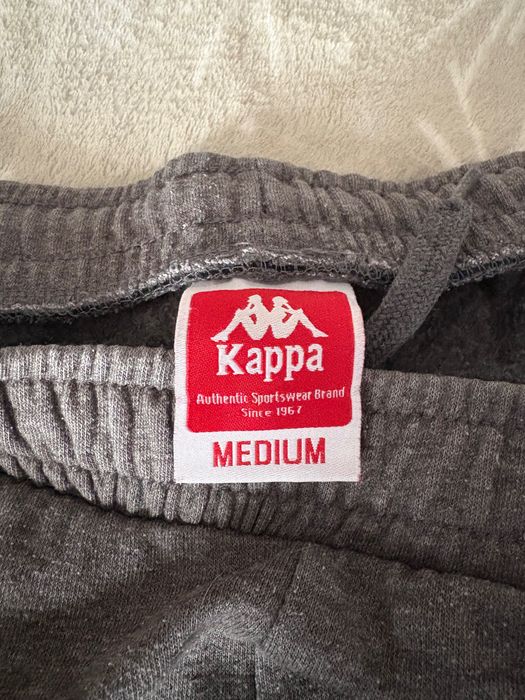 Kappa
Authentic Sportswear Brand
Since 1967
MEDIUM